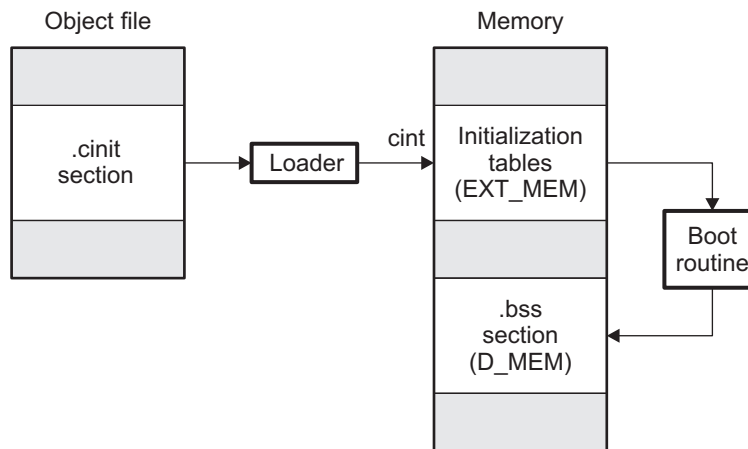 Object file
Memory
.cinit
section
Loader
cint
Initialization
tables
(EXT_MEM)
Boot
routine
.bss
section
(D_MEM)